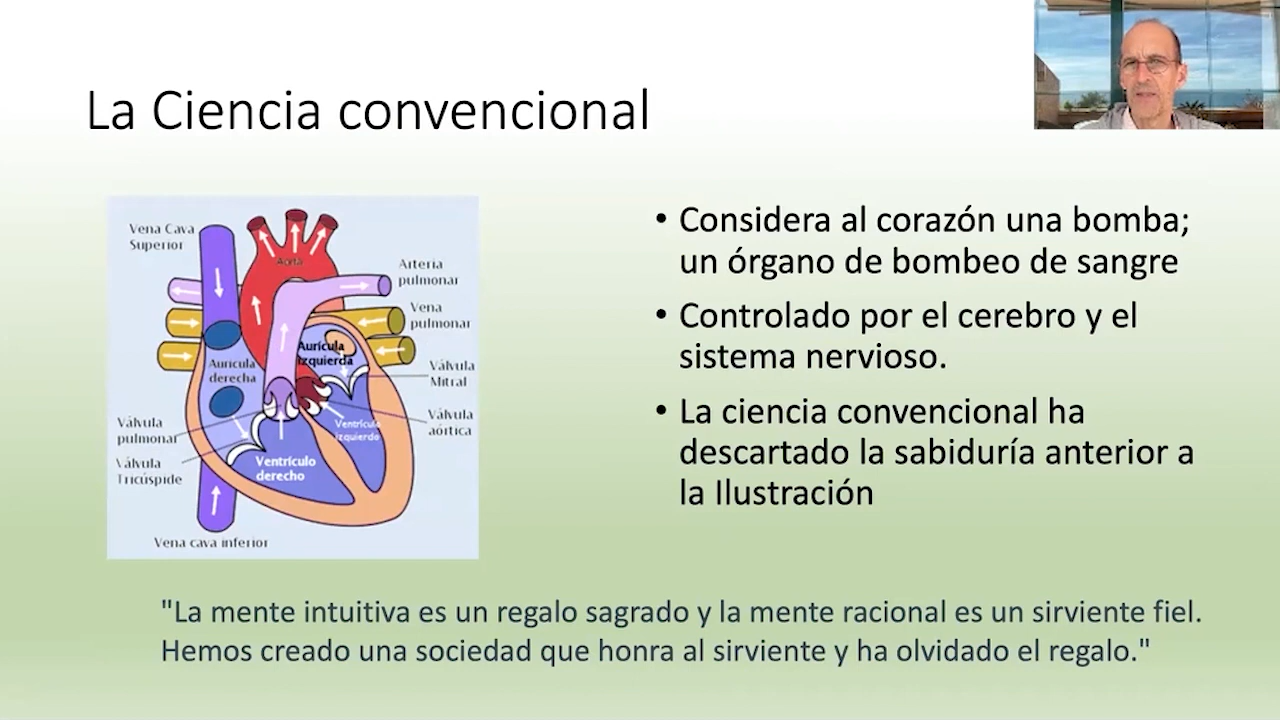 La Ciencia convencional
Vena Cava
Superior
Aorta
Arteria
pulmonar
Vena
pulmonar
Aurícula
izquierda
Aurícula
derecha
Válvula
Mitral
Válvula
pulmonar
Válvula
aórtica
Ventrículo
izquierdo
Válvula
Tricúspide
Ventrículo
derecho
Vena cava inferior
• Considera al corazón una bomba;
un órgano de bombeo de sangre
• Controlado por el cerebro y el
sistema nervioso.
• La ciencia convencional ha
descartado la sabiduría anterior a
la Ilustración
"La mente intuitiva es un regalo sagrado y la mente racional es un sirviente fiel.
Hemos creado una sociedad que honra al sirviente y ha olvidado el regalo."